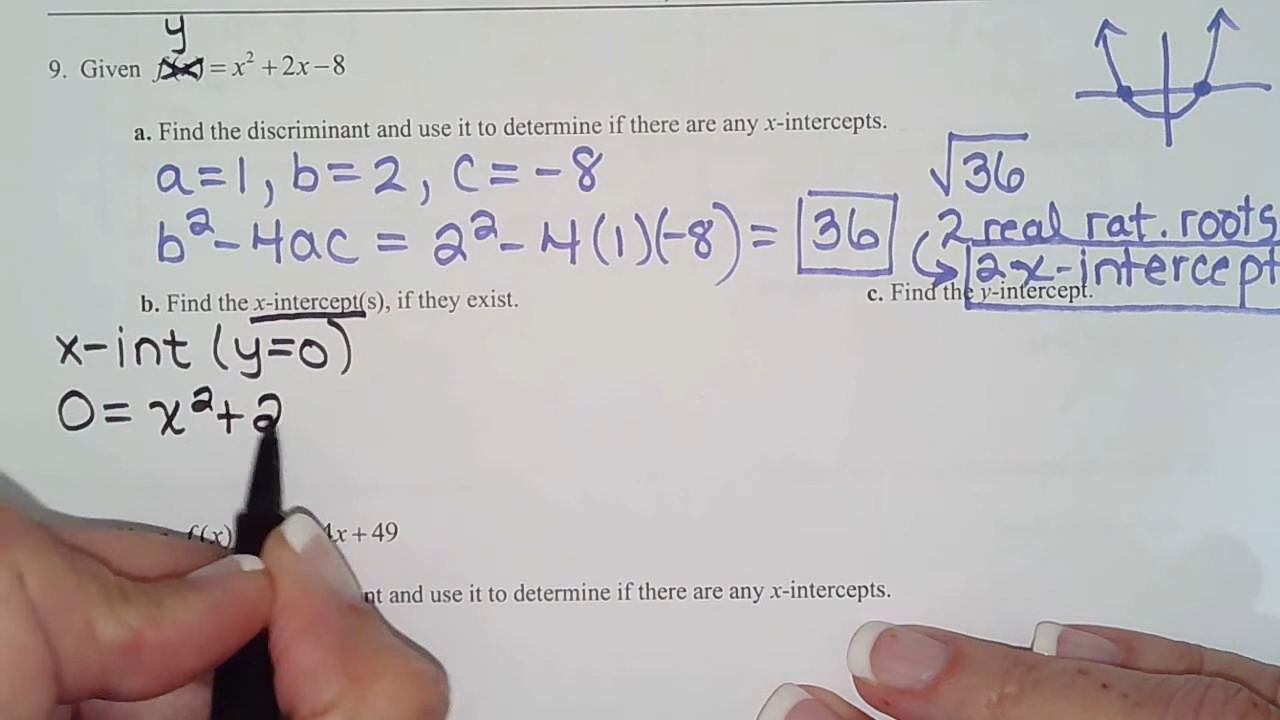 y
9. Given f(x) = x² + 2x − 8
a. Find the discriminant and use it to determine if there are any x-intercepts.
a=1, b=2, c=-8
√36
b²-4ac = 2²-4(1)(-8) = 36
2 real rat. roots
2x-intercept
b. Find the x-intercept(s), if they exist.
c. Find the y-intercept.
x-int (y=0)
0= x²+2
f(x)
x + 49
nt and use it to determine if there are any x-intercepts.